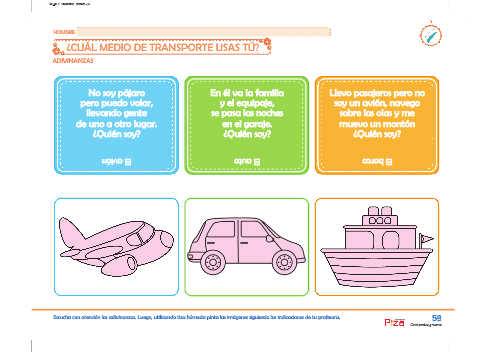 NOMBRE:
¿CUÁL MEDIO DE TRANSPORTE USAS TÚ?
ADIVINANZAS
No soy pájaro
pero puedo volar,
llevando gente
de uno a otro lugar.
¿Quién soy?
El avión
En él va la familia
y el equipaje,
se pasa las noches
en el garaje.
¿Quién soy?
El auto
Llevo pasajeros pero no
soy un avión, navego
sobre las olas y me
muevo un montón
¿Quién soy?
El barco
Escucha con atención las adivinanzas. Luego, utilizando tiza húmeda pinta las imágenes siguiendo las indicaciones de tu profesora.
58